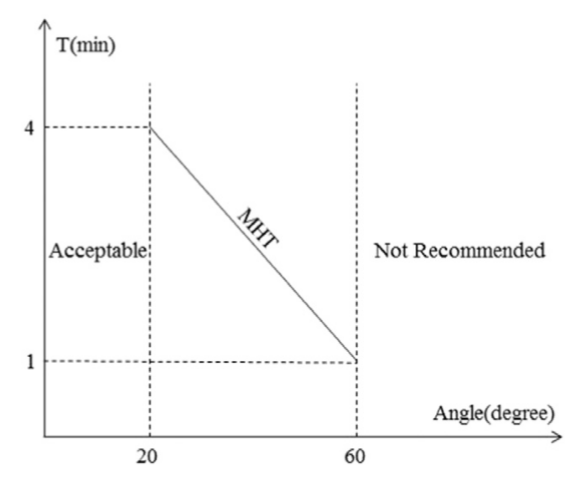 T(min)
4
MHT
Acceptable
Not Recommended
1
Angle(degree)
20
60